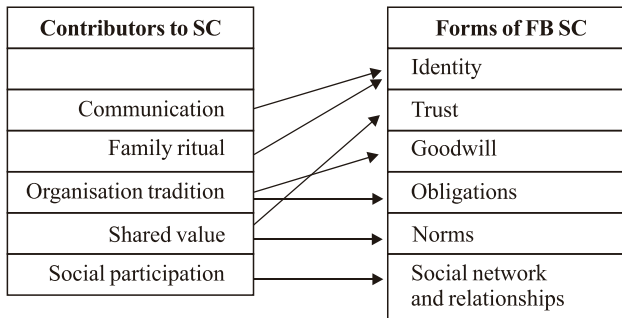 Contributors to SC
Communication
Family ritual
Organisation tradition
Shared value
Social participation
Forms of FB SC
Identity
Trust
Goodwill
Obligations
Norms
Social network
and relationships